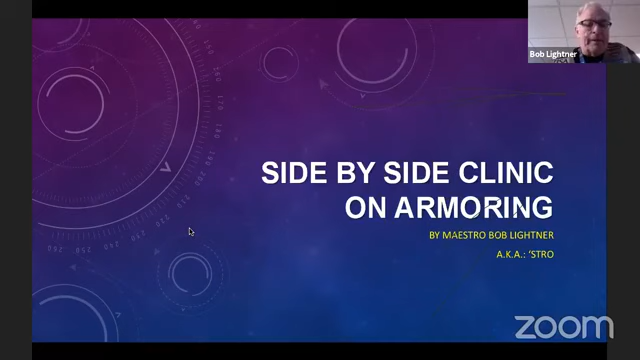 Bob Lightner
SIDE BY SIDE CLINIC
ON ARMORING
BY MAESTRO BOB LIGHTNER
A.K.A.: 'STRO
zoom